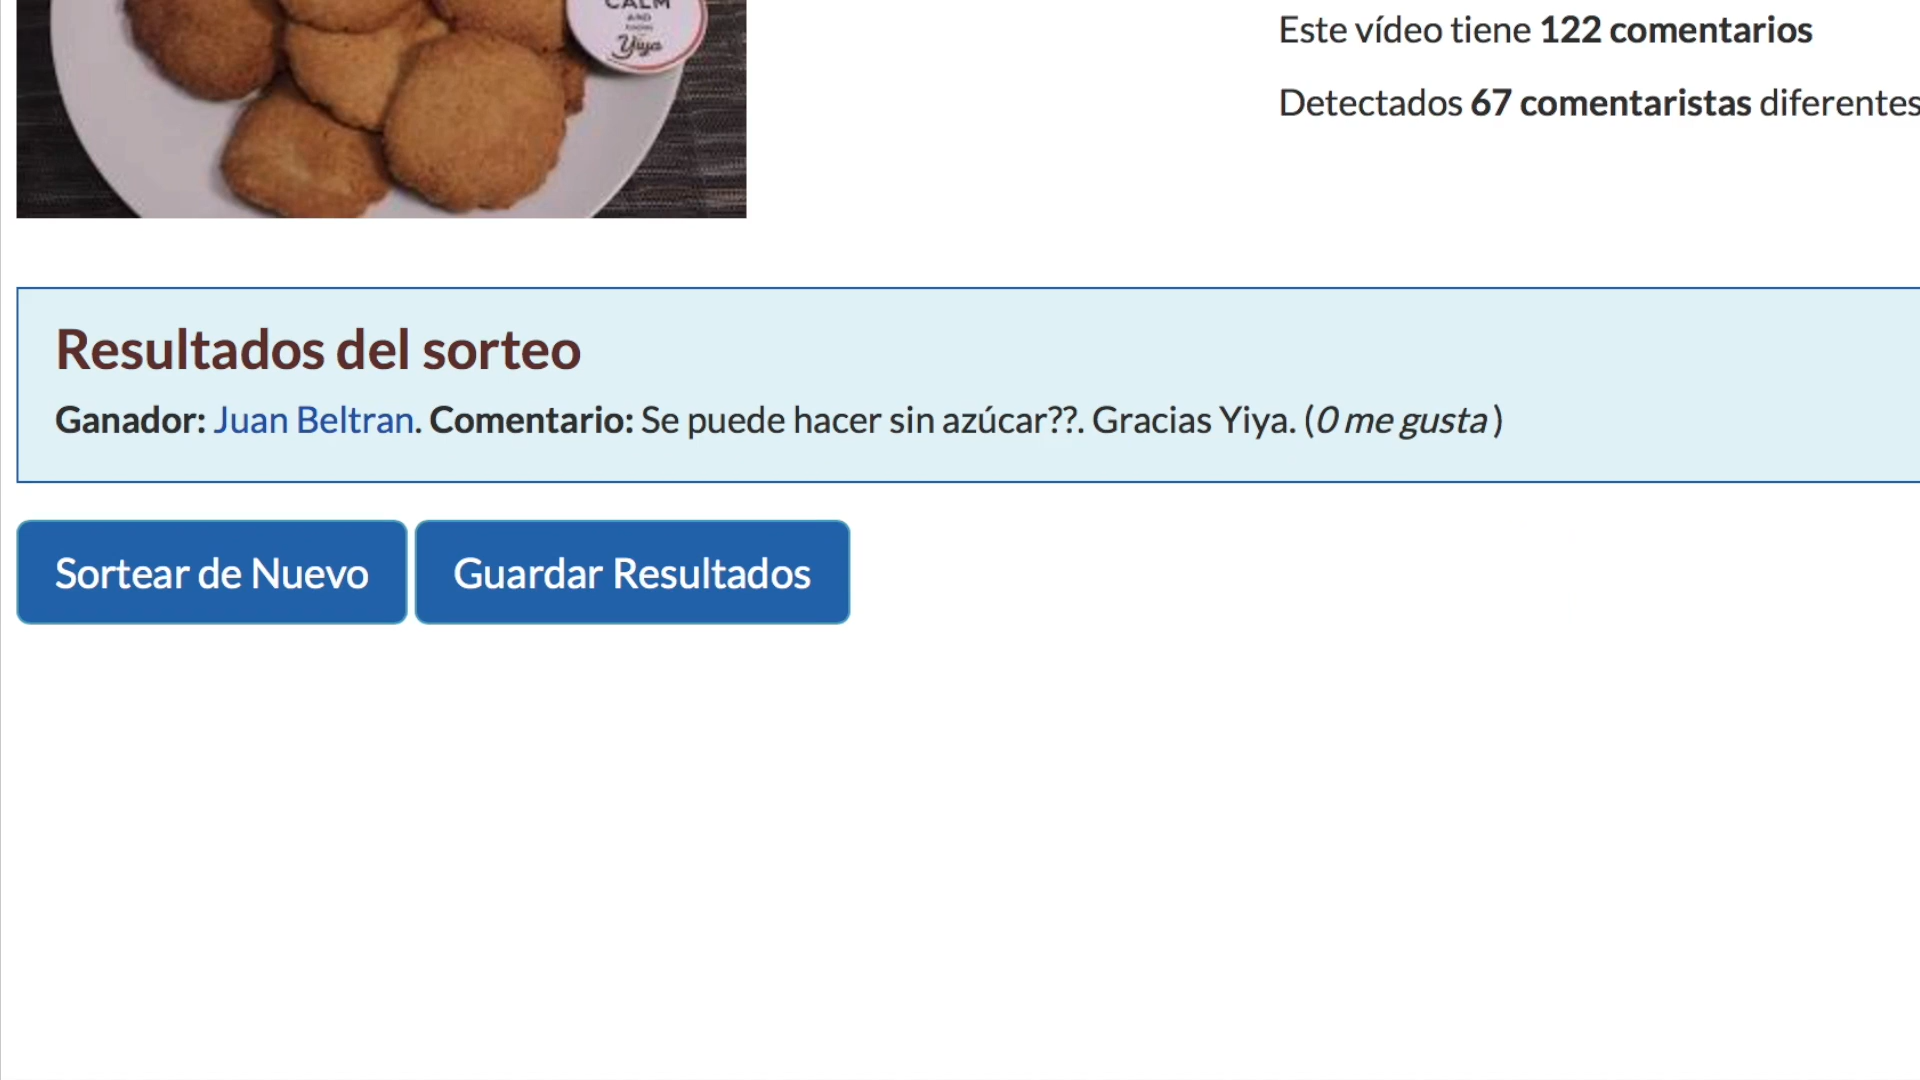 CALM
AND
Yiya
Este vídeo tiene 122 comentarios
Detectados 67 comentaristas diferentes
Resultados del sorteo
Ganador: Juan Beltran. Comentario: Se puede hacer sin azúcar??. Gracias Yiya. (0 me gusta)
Sortear de Nuevo
Guardar Resultados